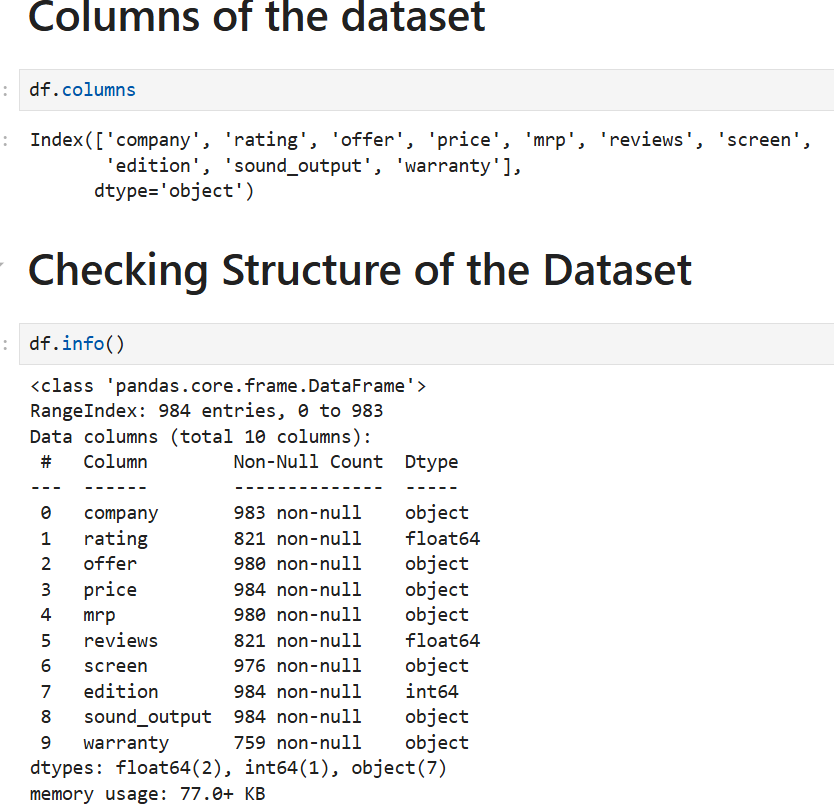 Columns of the dataset
: df.columns
: Index(['company', 'rating', 'offer', 'price', 'mrp', 'reviews', 'screen',
       'edition', 'sound_output', 'warranty'],
      dtype='object')
Checking Structure of the Dataset
: df.info()
<class 'pandas.core.frame.DataFrame'>
RangeIndex: 984 entries, 0 to 983
Data columns (total 10 columns):
 #   Column        Non-Null Count  Dtype
---  ------        --------------  -----
 0   company       983 non-null    object
 1   rating        821 non-null    float64
 2   offer         980 non-null    object
 3   price         984 non-null    object
 4   mrp           980 non-null    object
 5   reviews       821 non-null    float64
 6   screen        976 non-null    object
 7   edition       984 non-null    int64
 8   sound_output  984 non-null    object
 9   warranty      759 non-null    object
dtypes: float64(2), int64(1), object(7)
memory usage: 77.0+ KB